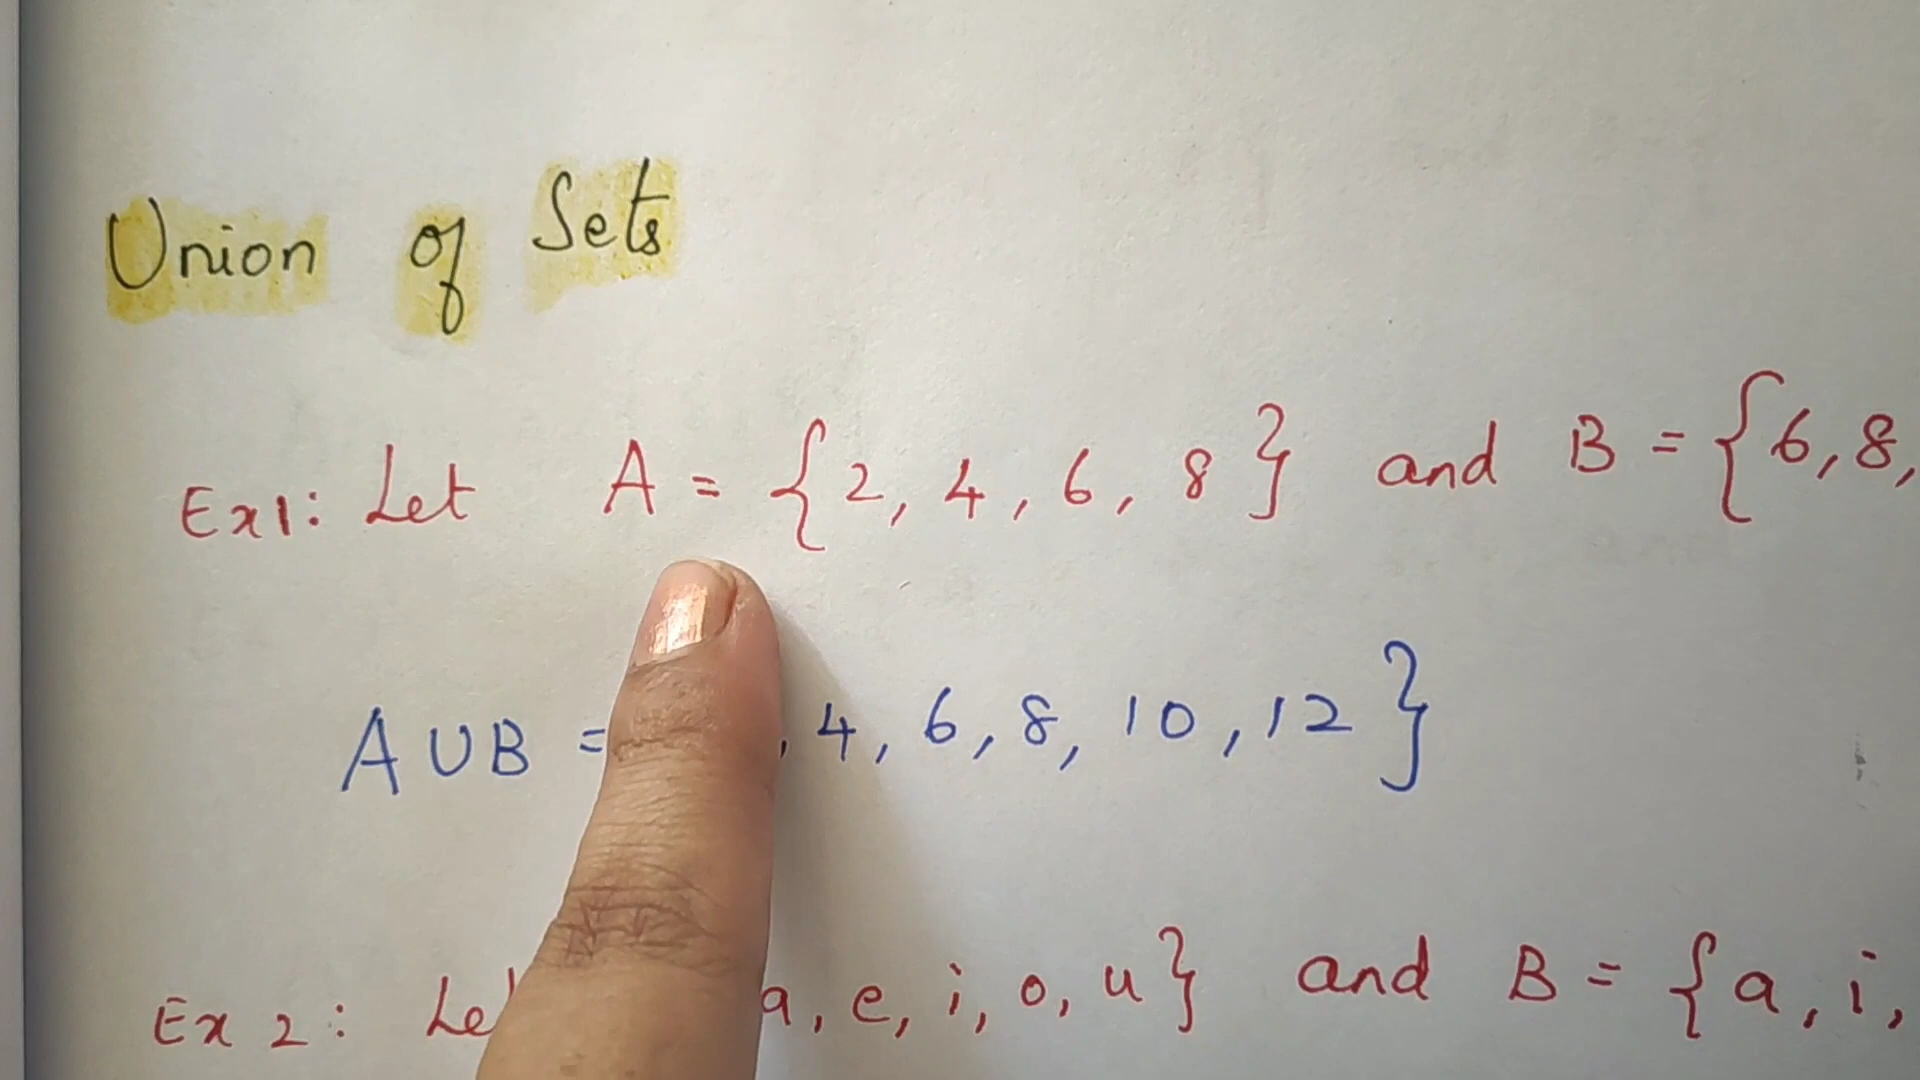 Union of Sets
Ex1: Let A = {2, 4, 6, 8} and B = {6, 8,
A∪B = , 4, 6, 8, 10, 12}
Ex 2: Let a, e, i, o, u} and B = {a, i,